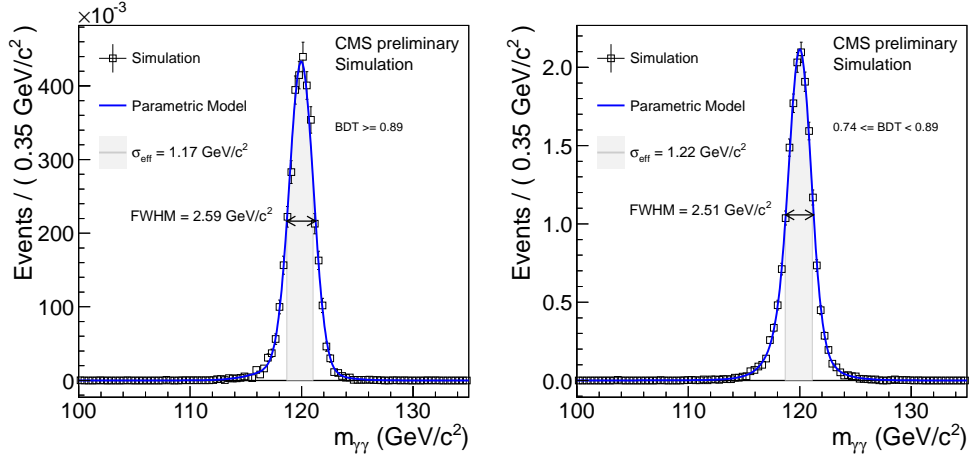 ×10⁻³
Events / ( 0.35 GeV/c² )
400
300
200
100
0
Simulation
Parametric Model
σeff = 1.17 GeV/c²
FWHM = 2.59 GeV/c²
CMS preliminary
Simulation
BDT >= 0.89
100 110 120 130
mγγ (GeV/c²)
Events / ( 0.35 GeV/c² )
2.0
1.5
1.0
0.5
0.0
Simulation
Parametric Model
σeff = 1.22 GeV/c²
FWHM = 2.51 GeV/c²
CMS preliminary
Simulation
0.74 <= BDT < 0.89
100 110 120 130
mγγ (GeV/c²)